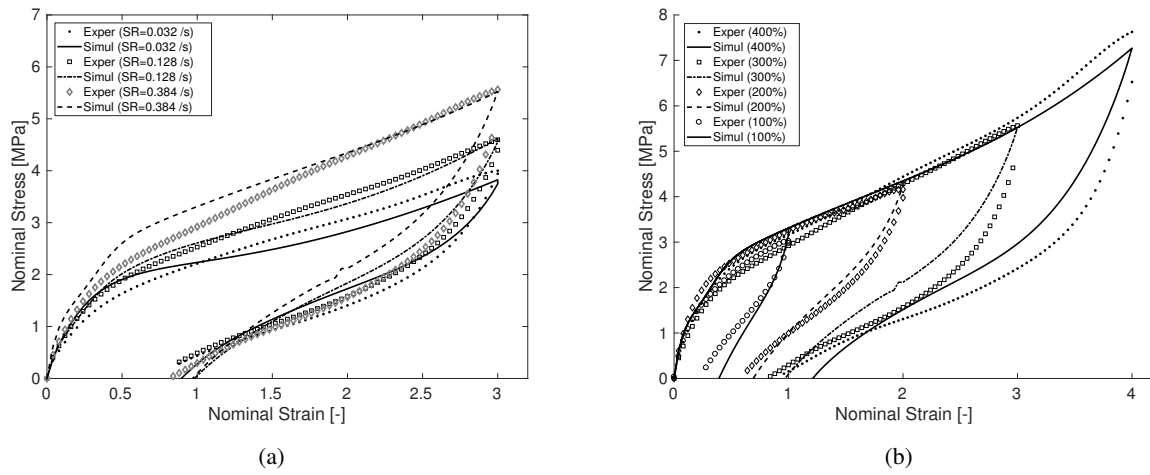 7
6
5
4
3
2
1
0
Nominal Stress [MPa]
Exper (SR=0.032 /s)
Simul (SR=0.032 /s)
Exper (SR=0.128 /s)
Simul (SR=0.128 /s)
Exper (SR=0.384 /s)
Simul (SR=0.384 /s)
0 0.5 1 1.5 2 2.5 3
Nominal Strain [-]
(a)
8
7
6
5
4
3
2
1
0
Nominal Stress [MPa]
Exper (400%)
Simul (400%)
Exper (300%)
Simul (300%)
Exper (200%)
Simul (200%)
Exper (100%)
Simul (100%)
0 1 2 3 4
Nominal Strain [-]
(b)